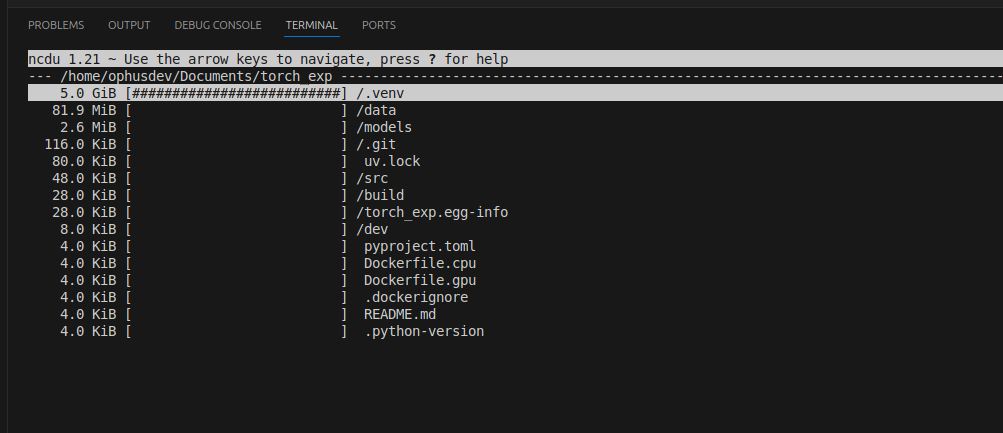 PROBLEMS OUTPUT DEBUG CONSOLE TERMINAL PORTS
ncdu 1.21 ~ Use the arrow keys to navigate, press ? for help
--- /home/ophusdev/Documents/torch_exp -----------------------------------------------------------------------------------
5.0 GiB [##########################] /.venv
81.9 MiB [                          ] /data
2.6 MiB [                          ] /models
116.0 KiB [                          ] /.git
80.0 KiB [                          ]  uv.lock
48.0 KiB [                          ] /src
28.0 KiB [                          ] /build
28.0 KiB [                          ] /torch_exp.egg-info
8.0 KiB [                          ] /dev
4.0 KiB [                          ]  pyproject.toml
4.0 KiB [                          ]  Dockerfile.cpu
4.0 KiB [                          ]  Dockerfile.gpu
4.0 KiB [                          ]  .dockerignore
4.0 KiB [                          ]  README.md
4.0 KiB [                          ]  .python-version